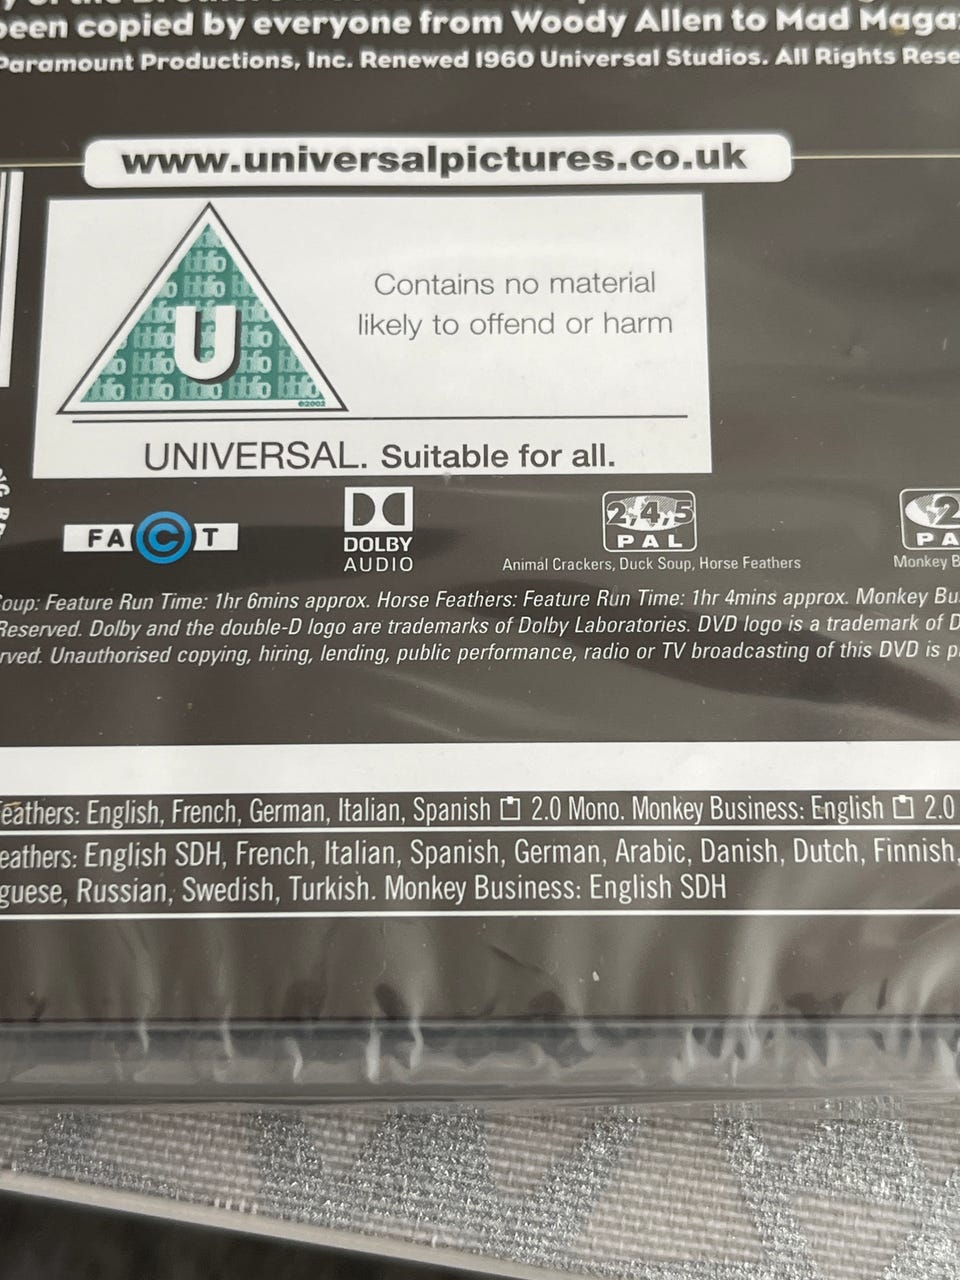 of the Brothers
been copied by everyone from Woody Allen to Mad Maga
Paramount Productions, Inc. Renewed 1960 Universal Studios. All Rights Rese
www.universalpictures.co.uk
U
Contains no material
likely to offend or harm
©2002
UNIVERSAL. Suitable for all.
FACT
DOLBY
AUDIO
2,4,5
PAL
Animal Crackers, Duck Soup, Horse Feathers
2
PA
Monkey B
oup: Feature Run Time: 1hr 6mins approx. Horse Feathers: Feature Run Time: 1hr 4mins approx. Monkey Bu
Reserved. Dolby and the double-D logo are trademarks of Dolby Laboratories. DVD logo is a trademark of D
rved. Unauthorised copying, hiring, lending, public performance, radio or TV broadcasting of this DVD is p
eathers: English, French, German, Italian, Spanish 2.0 Mono. Monkey Business: English 2.0
eathers: English SDH, French, Italian, Spanish, German, Arabic, Danish, Dutch, Finnish,
guese, Russian, Swedish, Turkish. Monkey Business: English SDH